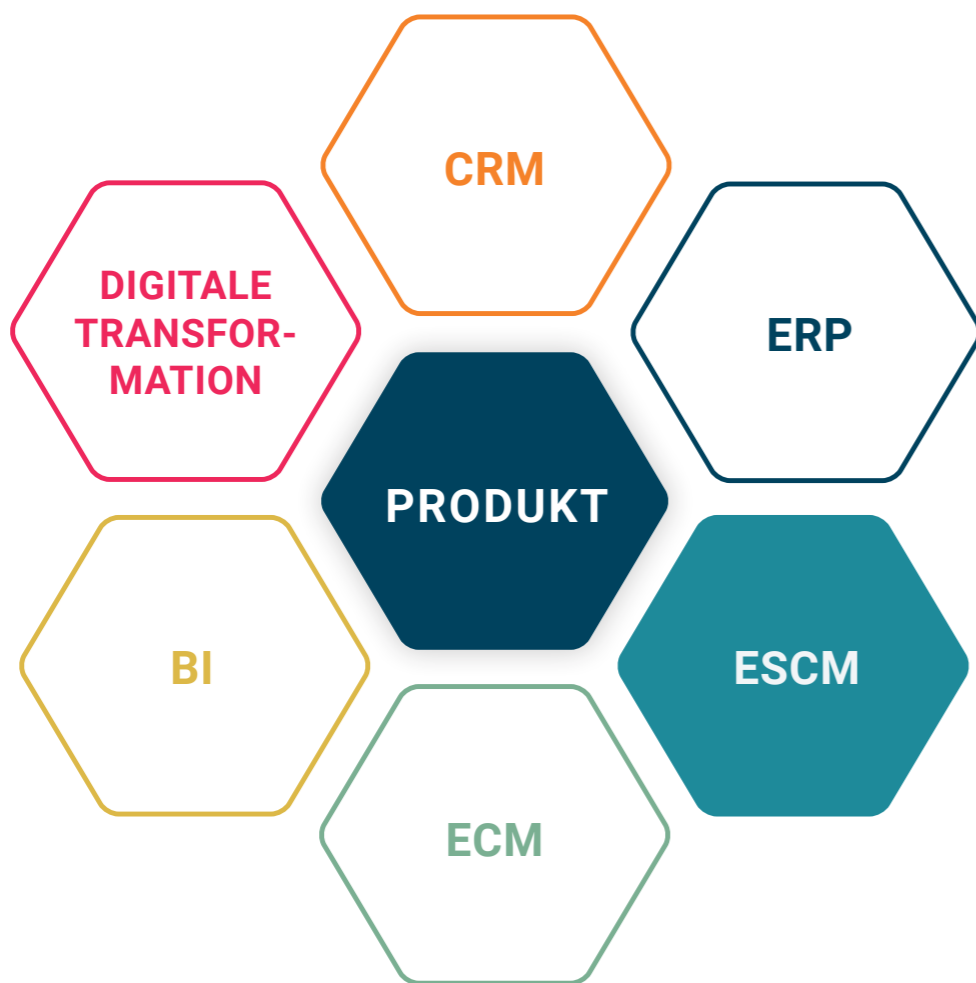 CRM
DIGITALE
TRANSFOR-
MATION
ERP
PRODUKT
BI
ESCM
ECM